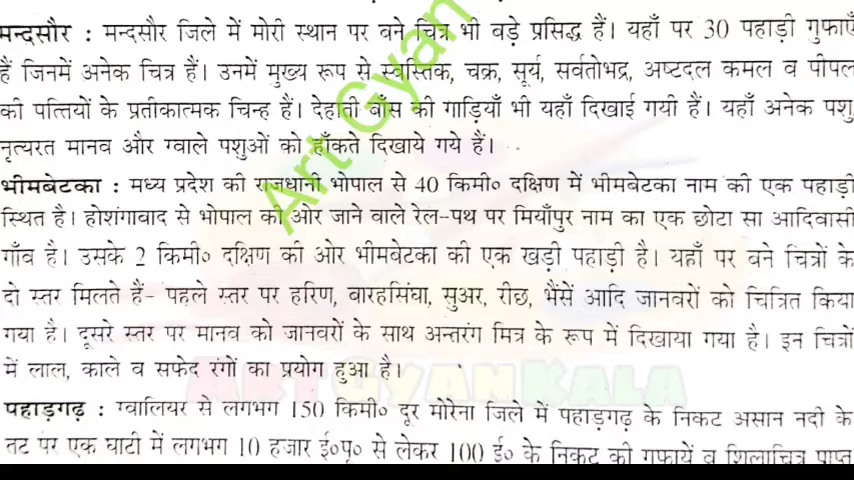 मन्दसौर : मन्दसौर जिले में मोरी स्थान पर बने चित्र भी बड़े प्रसिद्ध हैं। यहाँ पर 30 पहाड़ी गुफाएँ
हैं जिनमें अनेक चित्र हैं। उनमें मुख्य रूप से स्वस्तिक, चक्र, सूर्य, सर्वतोभद्र, अष्टदल कमल व पीपल
की पत्तियों के प्रतीकात्मक चिन्ह हैं। देहाती बाँस की गाड़ियाँ भी यहाँ दिखाई गयी हैं। यहाँ अनेक पशु
नृत्यरत मानव और ग्वाले पशुओं को हाँकते दिखाये गये हैं।
भीमबेटका : मध्य प्रदेश की राजधानी भोपाल से 40 किमी० दक्षिण में भीमबेटका नाम की एक पहाड़ी
स्थित है। होशंगाबाद से भोपाल की ओर जाने वाले रेल-पथ पर मियाँपुर नाम का एक छोटा सा आदिवासी
गाँव है। उसके 2 किमी० दक्षिण की ओर भीमबेटका की एक खड़ी पहाड़ी है। यहाँ पर बने चित्रों के
दो स्तर मिलते हैं- पहले स्तर पर हरिण, बारहसिंघा, सुअर, रीछ, भैंसें आदि जानवरों को चित्रित किया
गया है। दूसरे स्तर पर मानव को जानवरों के साथ अन्तरंग मित्र के रूप में दिखाया गया है। इन चित्रों
में लाल, काले व सफेद रंगों का प्रयोग हुआ है।
पहाड़गढ़ : ग्वालियर से लगभग 150 किमी० दूर मोरेना जिले में पहाड़गढ़ के निकट असान नदी के
तट पर एक घाटी में लगभग 10 हजार ई०पू० से लेकर 100 ई० के निकट की गुफायें व शिलाचित्र प्राप्त
Art Gyan
ArtGyanKala